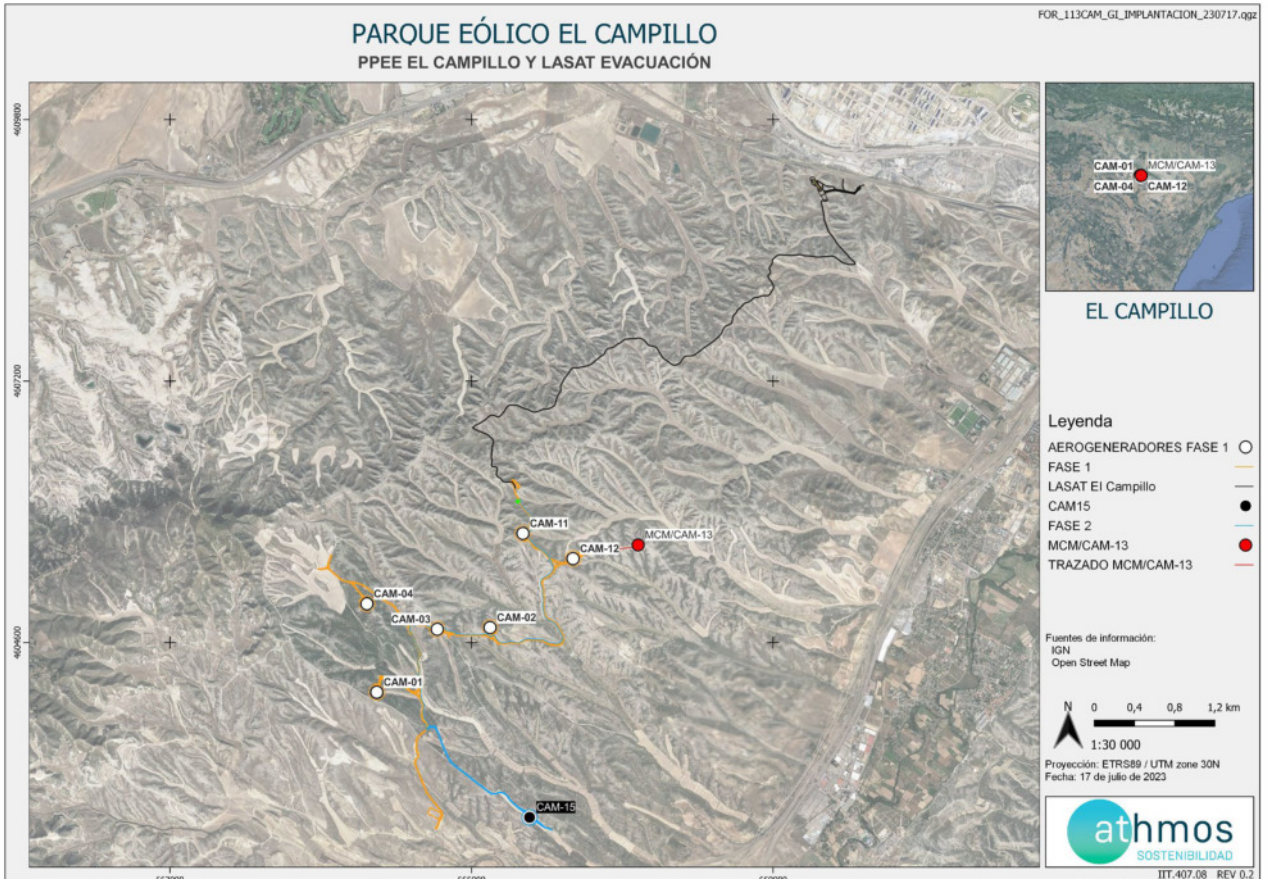 FOR_113CAM_GI_IMPLANTACION_230717.qgz
PARQUE EÓLICO EL CAMPILLO
PPEE EL CAMPILLO Y LASAT EVACUACIÓN
4609800
4607200
4604600
CAM-11
CAM-12
MCM/CAM-13
CAM-04
CAM-03
CAM-02
CAM-01
CAM-15
CAM-01
MCM/CAM-13
CAM-04
CAM-12
EL CAMPILLO
Leyenda
AEROGENERADORES FASE 1
FASE 1
LASAT El Campillo
CAM15
FASE 2
MCM/CAM-13
TRAZADO MCM/CAM-13
Fuentes de información:
IGN
Open Street Map
N
0 0,4 0,8 1,2 km
1:30 000
Proyección: ETRS89 / UTM zone 30N
Fecha: 17 de julio de 2023
athmos
SOSTENIBILIDAD
IIT.407.08 REV 0.2